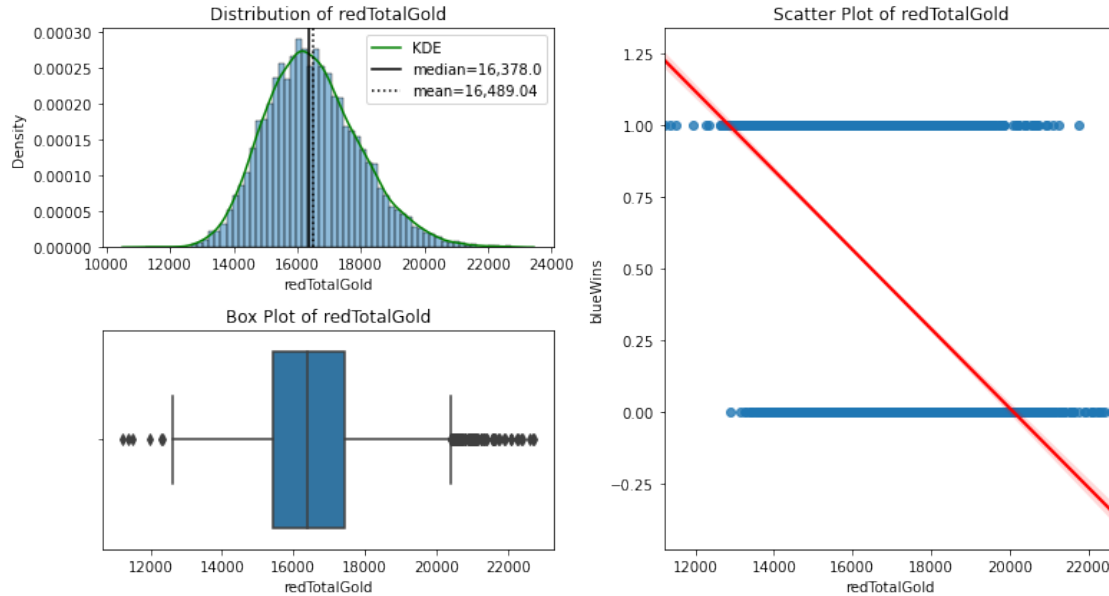 Distribution of redTotalGold
0.00030
0.00025
0.00020
0.00015
0.00010
0.00005
0.00000
Density
KDE
median=16,378.0
mean=16,489.04
10000 12000 14000 16000 18000 20000 22000 24000
redTotalGold
Box Plot of redTotalGold
12000 14000 16000 18000 20000 22000
redTotalGold
Scatter Plot of redTotalGold
1.25
1.00
0.75
0.50
0.25
0.00
−0.25
blueWins
12000 14000 16000 18000 20000 22000
redTotalGold